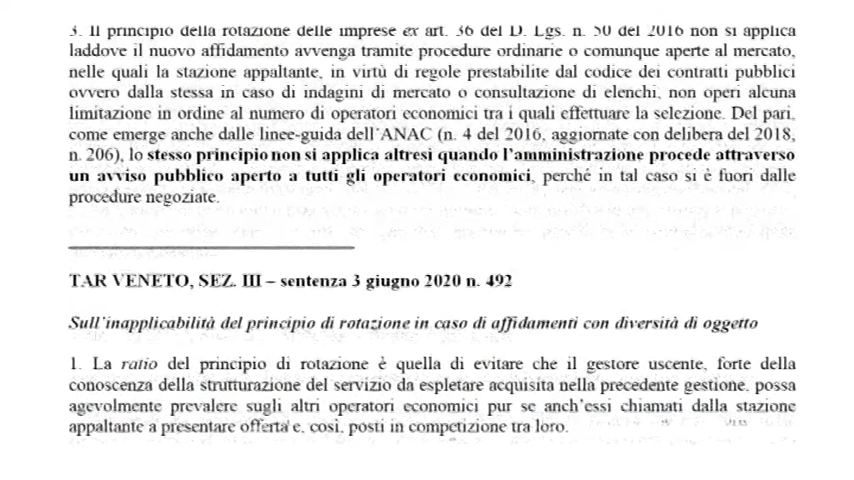 3. Il principio della rotazione delle imprese ex art. 36 del D. Lgs. n. 50 del 2016 non si applica
laddove il nuovo affidamento avvenga tramite procedure ordinarie o comunque aperte al mercato,
nelle quali la stazione appaltante, in virtù di regole prestabilite dal codice dei contratti pubblici
ovvero dalla stessa in caso di indagini di mercato o consultazione di elenchi, non operi alcuna
limitazione in ordine al numero di operatori economici tra i quali effettuare la selezione. Del pari,
come emerge anche dalle linee-guida dell'ANAC (n. 4 del 2016, aggiornate con delibera del 2018,
n. 206), lo stesso principio non si applica altresì quando l'amministrazione procede attraverso
un avviso pubblico aperto a tutti gli operatori economici, perché in tal caso si è fuori dalle
procedure negoziate.
TAR VENETO, SEZ. III – sentenza 3 giugno 2020 n. 492
Sull'inapplicabilità del principio di rotazione in caso di affidamenti con diversità di oggetto
1. La ratio del principio di rotazione è quella di evitare che il gestore uscente, forte della
conoscenza della strutturazione del servizio da espletare acquisita nella precedente gestione, possa
agevolmente prevalere sugli altri operatori economici pur se anch'essi chiamati dalla stazione
appaltante a presentare offerta e, così, posti in competizione tra loro.